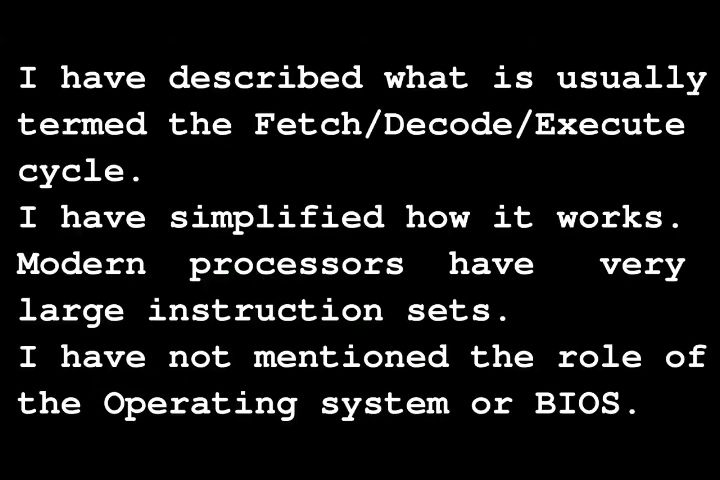 I have described what is usually
termed the Fetch/Decode/Execute
cycle.
I have simplified how it works.
Modern processors have very
large instruction sets.
I have not mentioned the role of
the Operating system or BIOS.